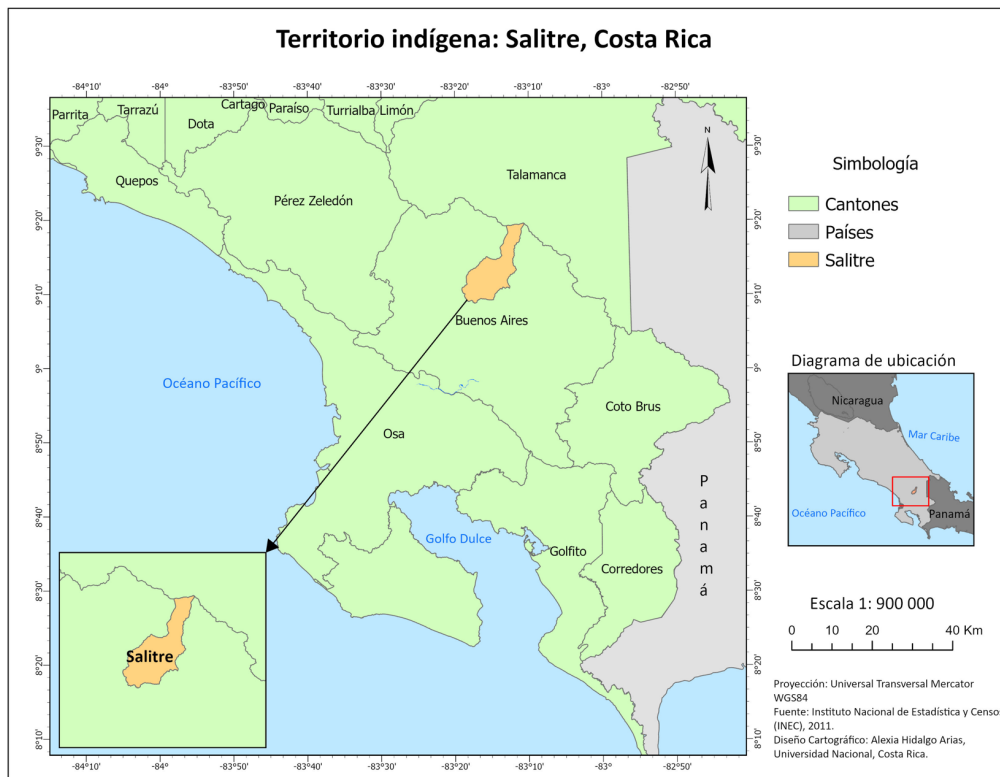 Territorio indígena: Salitre, Costa Rica
-84°10' -84° -83°50' -83°40' -83°30' -83°20' -83°10' -83° -82°50'
Parrita
Tarrazú
Dota
Cartago
Paraíso
Turrialba
Limón
Quepos
Pérez Zeledón
Talamanca
Buenos Aires
Océano Pacífico
Osa
Coto Brus
Golfo Dulce
Golfito
Corredores
Panamá
Salitre
9°30'
9°20'
9°10'
9°
8°50'
8°40'
8°30'
8°20'
8°10'
9°30'
9°20'
9°10'
9°
8°50'
8°40'
8°30'
8°20'
8°10'
-84°10' -84° -83°50' -83°40' -83°30' -83°20' -83°10' -83° -82°50'
N
Simbología
Cantones
Países
Salitre
Diagrama de ubicación
Nicaragua
Mar Caribe
Océano Pacífico
Panamá
Escala 1: 900 000
0 10 20 40 Km
Proyección: Universal Transversal Mercator
WGS84
Fuente: Instituto Nacional de Estadística y Censos
(INEC), 2011.
Diseño Cartográfico: Alexia Hidalgo Arias,
Universidad Nacional, Costa Rica.